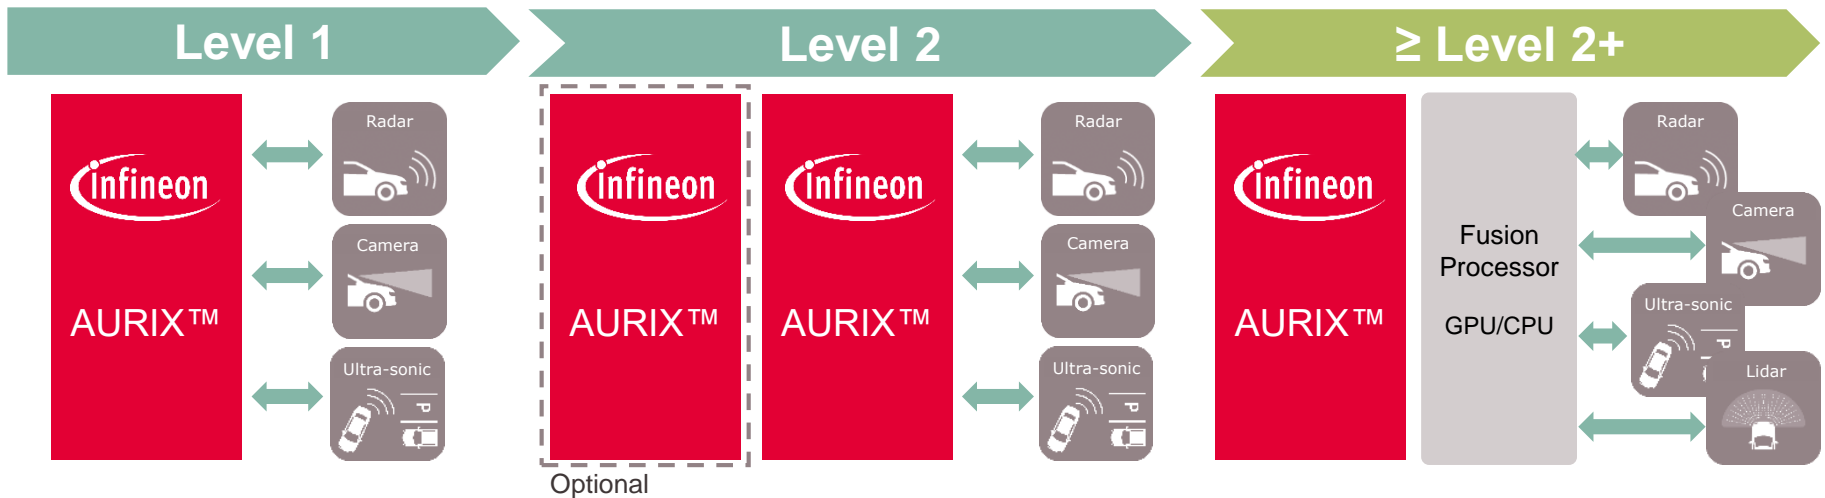 Level 1
Level 2
≥ Level 2+
infineon
AURIX™
Radar
Camera
Ultra-sonic
P
infineon
AURIX™
Optional
infineon
AURIX™
Radar
Camera
Ultra-sonic
P
infineon
AURIX™
Fusion
Processor
GPU/CPU
Radar
Camera
Ultra-sonic
P
Lidar